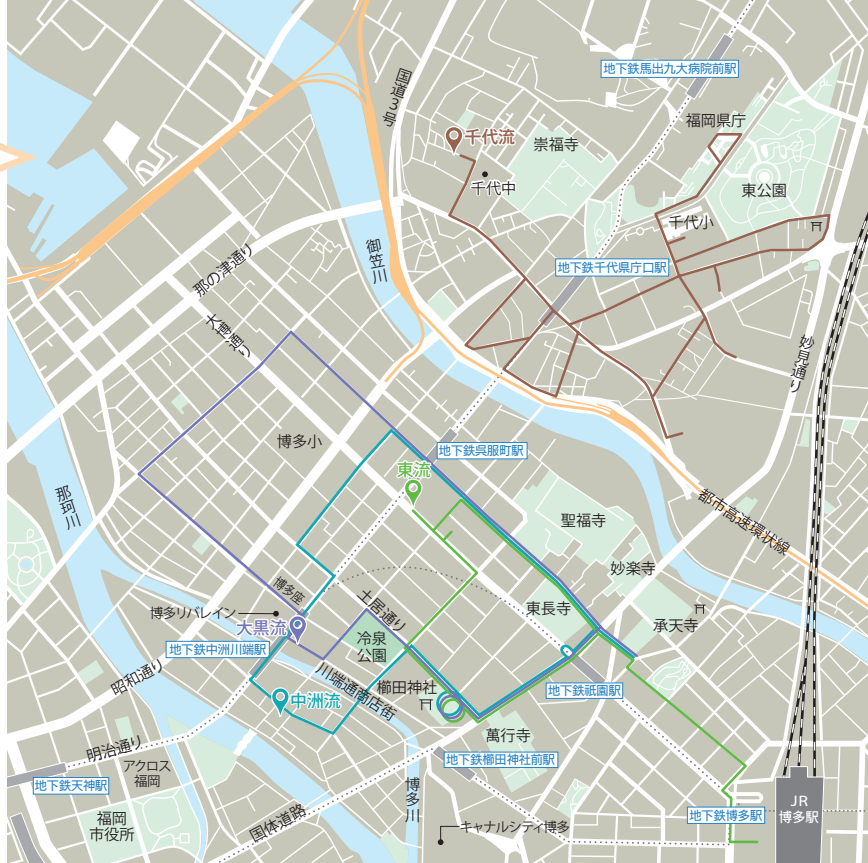 地下鉄馬出九大病院前駅
国道3号
福岡県庁
千代流
崇福寺
千代中
東公園
千代小
御笠川
地下鉄千代県庁口駅
那の津通り
大博通り
妙見通り
博多小
地下鉄呉服町駅
東流
那珂川
都市高速環状線
聖福寺
妙楽寺
博多座
土居通り
博多リバレイン
東長寺
大黒流
承天寺
冷泉
公園
地下鉄中洲川端駅
昭和通り
川端通商店街
櫛田神社
地下鉄祇園駅
中洲流
萬行寺
明治通り
地下鉄櫛田神社前駅
アクロス
福岡
地下鉄天神駅
博多川
福岡
市役所
国体道路
キャナルシティ博多
地下鉄博多駅
JR
博多駅